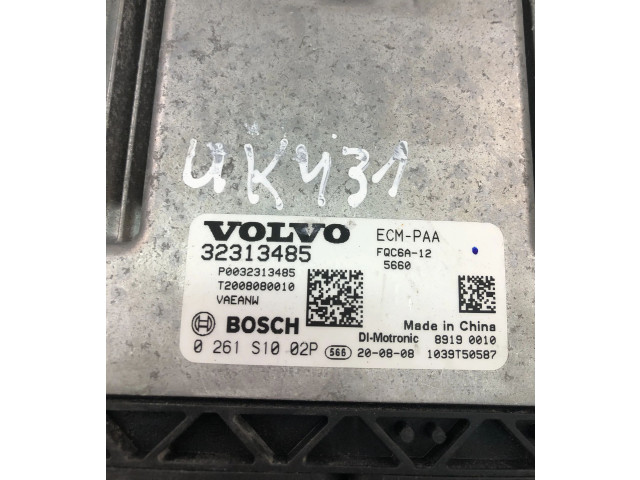 UKY31
VOLVO ECM-PAA
32313485 FQC6A-12
5660
P0032313485
T2008080010
VAEANW
Made in China
BOSCH DI-Motronic 8919 0010
0 261 S10 02P 566 20-08-08 1039T50587